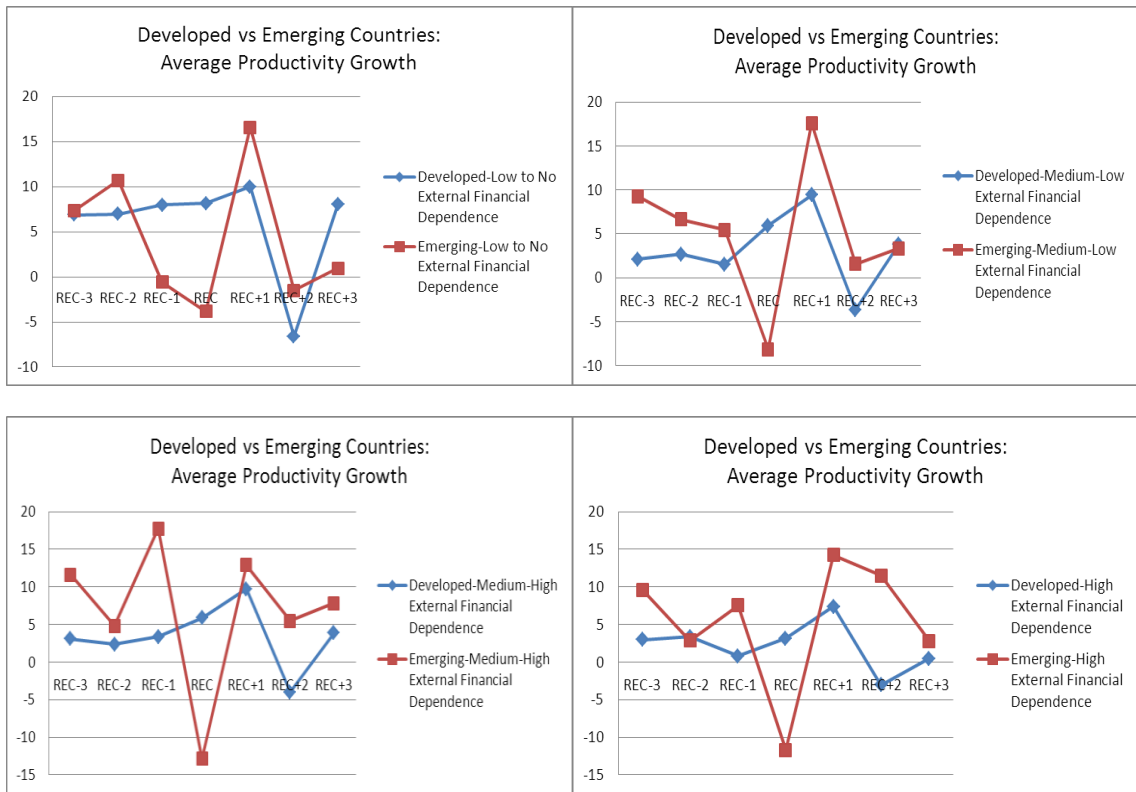 Developed vs Emerging Countries:
Average Productivity Growth
20
15
10
5
0
-5
-10
REC-3 REC-2 REC-1 REC REC+1 REC+2 REC+3
Developed-Low to No
External Financial
Dependence
Emerging-Low to No
External Financial
Dependence
Developed vs Emerging Countries:
Average Productivity Growth
20
15
10
5
0
-5
-10
REC-3 REC-2 REC-1 REC REC+1 REC+2 REC+3
Developed-Medium-Low
External Financial
Dependence
Emerging-Medium-Low
External Financial
Dependence
Developed vs Emerging Countries:
Average Productivity Growth
20
15
10
5
0
-5
-10
-15
REC-3 REC-2 REC-1 REC REC+1 REC+2 REC+3
Developed-Medium-High
External Financial
Dependence
Emerging-Medium-High
External Financial
Dependence
Developed vs Emerging Countries:
Average Productivity Growth
20
15
10
5
0
-5
-10
-15
REC-3 REC-2 REC-1 REC REC+1 REC+2 REC+3
Developed-High
External Financial
Dependence
Emerging-High
External Financial
Dependence